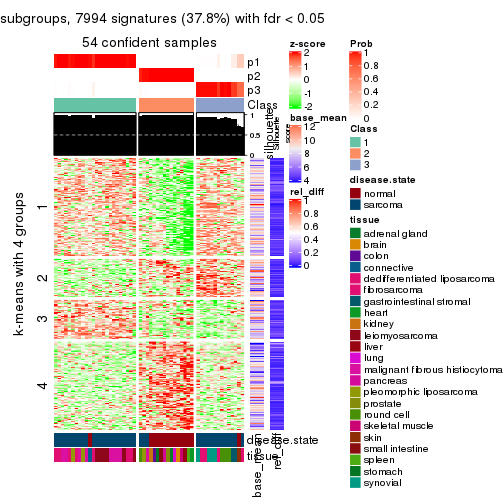 subgroups, 7994 signatures (37.8%) with fdr < 0.05
54 confident samples
p1
p2
p3
Class
1
0.5
0
silhouette
k-means with 4 groups
1
2
3
4
disease.state
tissue
base_mean
rel_diff
z-score
2
1
0
-1
-2
base_mean
12
10
8
6
4
rel_diff
1
0.8
0.6
0.4
0.2
0
Prob
1
0.8
0.6
0.4
0.2
0
Class
1
2
3
disease.state
normal
sarcoma
tissue
adrenal gland
brain
colon
connective
dedifferentiated liposarcoma
fibrosarcoma
gastrointestinal stromal
heart
kidney
leiomyosarcoma
liver
lung
malignant fibrous histiocytoma
pancreas
pleomorphic liposarcoma
prostate
round cell
skeletal muscle
skin
small intestine
spleen
stomach
synovial